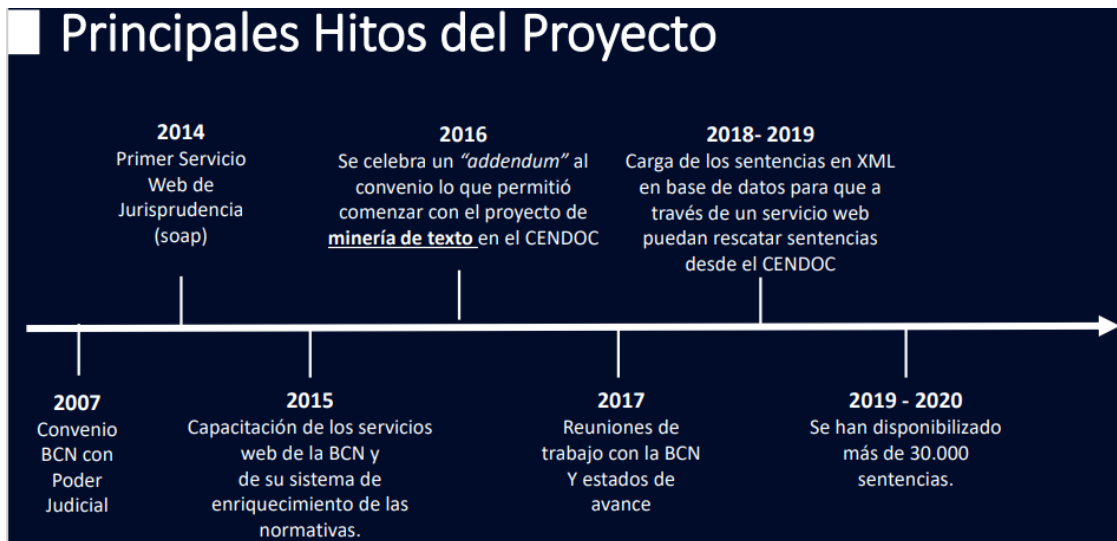 Principales Hitos del Proyecto
2014
Primer Servicio
Web de
Jurisprudencia
(soap)
2016
Se celebra un “addendum” al
convenio lo que permitió
comenzar con el proyecto de
minería de texto en el CENDOC
2018- 2019
Carga de los sentencias en XML
en base de datos para que a
través de un servicio web
puedan rescatar sentencias
desde el CENDOC
2007
Convenio
BCN con
Poder
Judicial
2015
Capacitación de los servicios
web de la BCN y
de su sistema de
enriquecimiento de las
normativas.
2017
Reuniones de
trabajo con la BCN
Y estados de
avance
2019 - 2020
Se han disponibilizado
más de 30.000
sentencias.